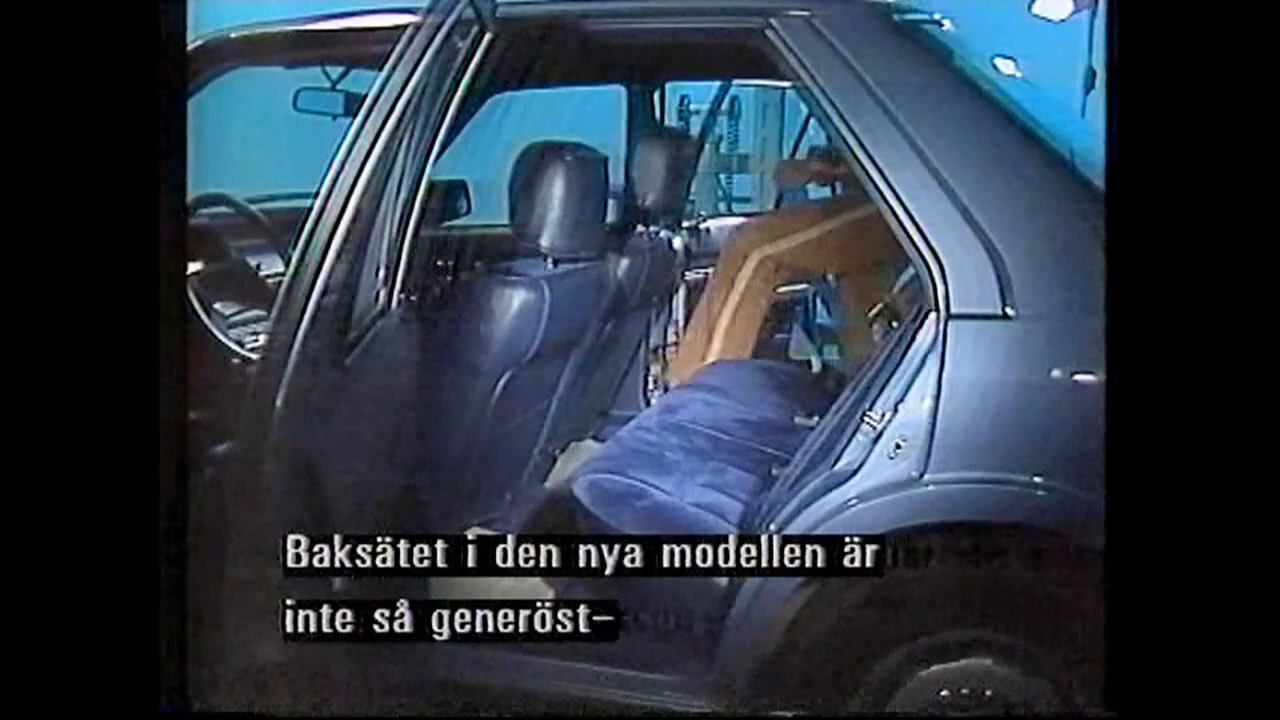 Baksätet i den nya modellen är
inte så generöst–